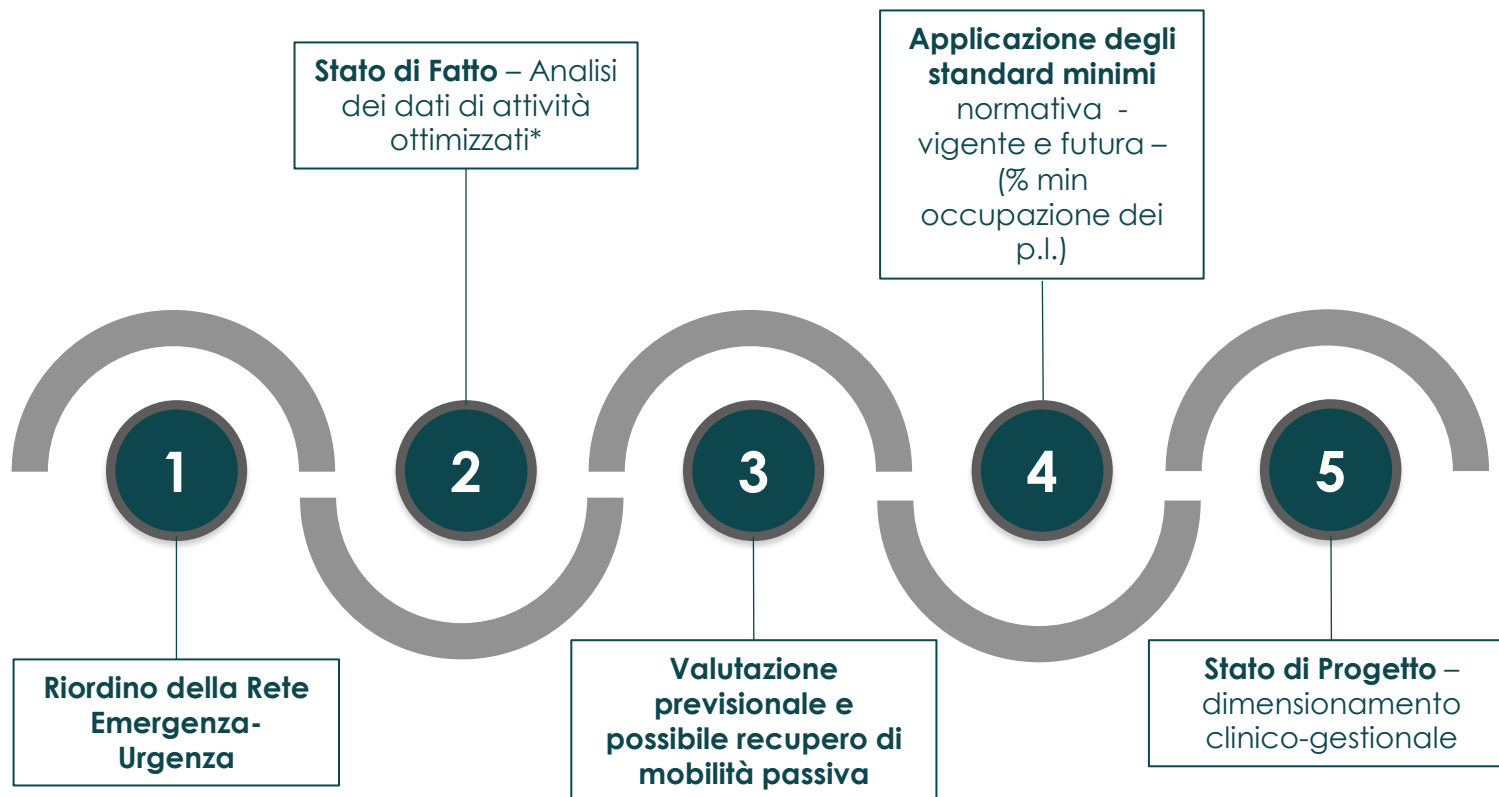 Stato di Fatto – Analisi
dei dati di attività
ottimizzati*
Applicazione degli
standard minimi
normativa -
vigente e futura –
(% min
occupazione dei
p.l.)
1
2
3
4
5
Riordino della Rete
Emergenza-
Urgenza
Valutazione
previsionale e
possibile recupero di
mobilità passiva
Stato di Progetto –
dimensionamento
clinico-gestionale